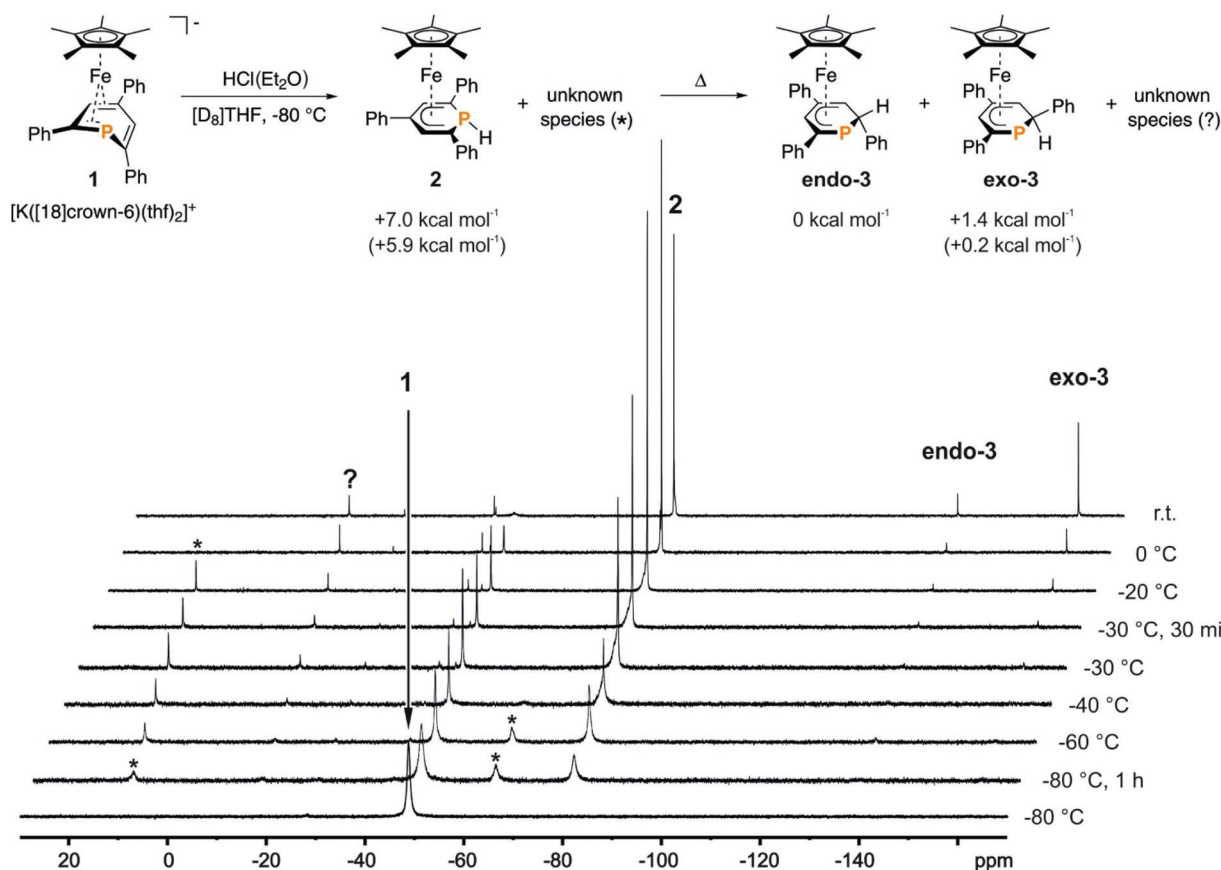 ] -
Fe
Ph
Ph
P
Ph
1
[K([18]crown-6)(thf)₂]⁺
HCl(Et₂O)
[D₈]THF, -80 °C
Fe
Ph
Ph
P
H
Ph
2
+7.0 kcal mol⁻¹
(+5.9 kcal mol⁻¹)
+
unknown
species (*)
Δ
Fe
Ph
H
Ph
P
Ph
endo-3
0 kcal mol⁻¹
+
Fe
Ph
Ph
Ph
P
H
exo-3
+1.4 kcal mol⁻¹
(+0.2 kcal mol⁻¹)
+
unknown
species (?)
2
1
exo-3
endo-3
?
r.t.
*
0 °C
-20 °C
-30 °C, 30 mi
-30 °C
-40 °C
*
-60 °C
*
*
-80 °C, 1 h
-80 °C
20 0 -20 -40 -60 -80 -100 -120 -140 ppm